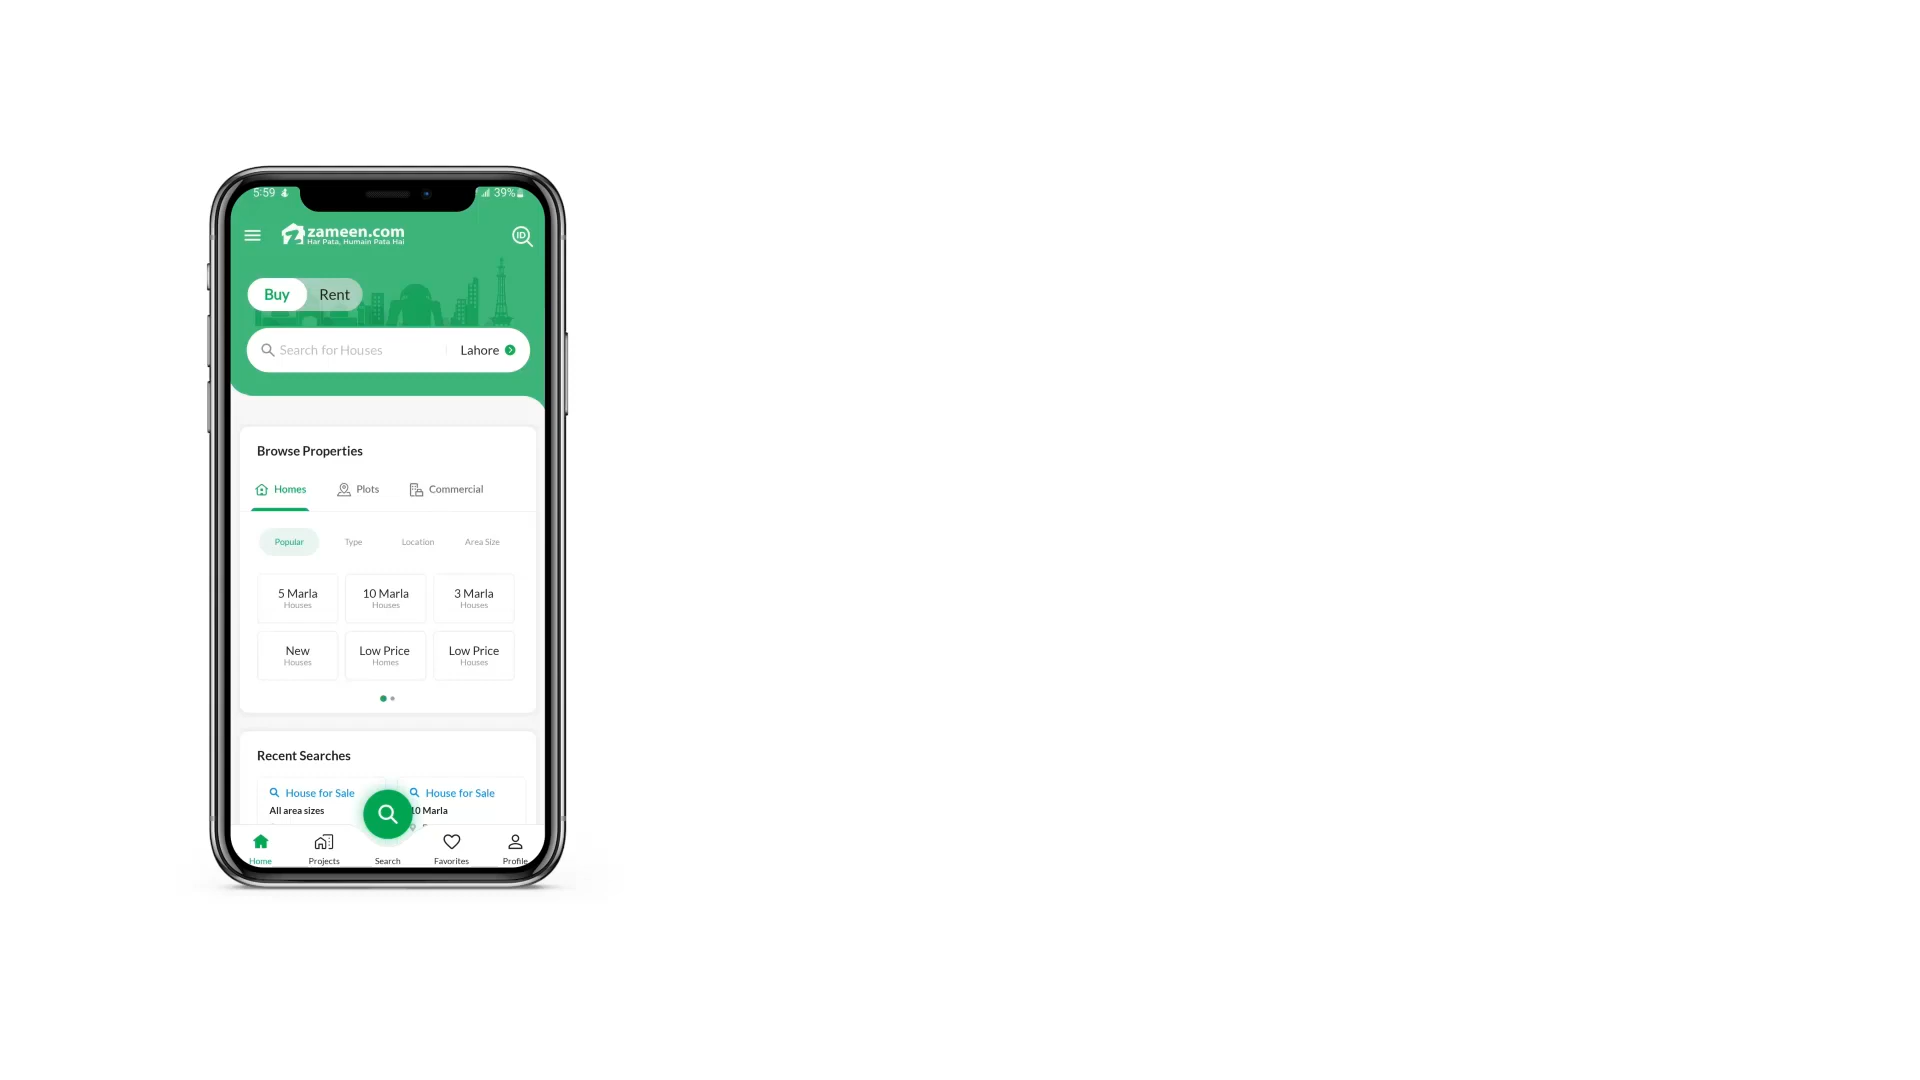 5:59 39%
zameen.com
Har Pata, Humain Pata Hai
ID
Buy Rent
Search for Houses Lahore
Browse Properties
Homes Plots Commercial
Popular Type Location Area Size
5 Marla 10 Marla 3 Marla
Houses Houses Houses
New Low Price Low Price
Houses Homes Houses
Recent Searches
House for Sale House for Sale
All area sizes 10 Marla
Home Projects Search Favorites Profile